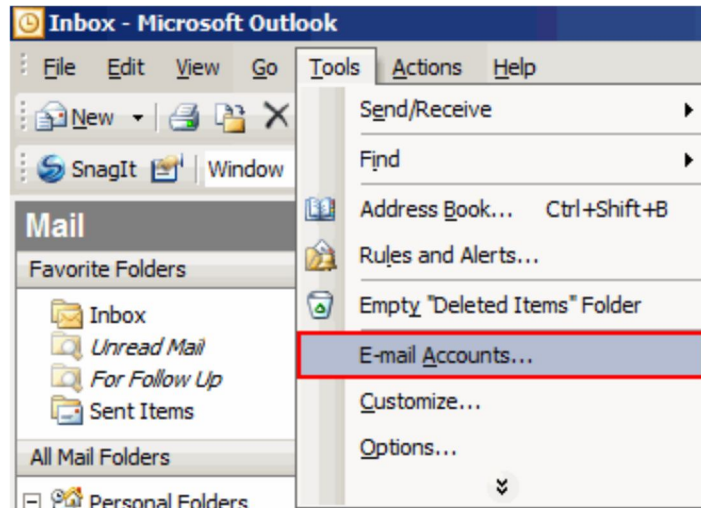 Inbox - Microsoft Outlook
File Edit View Go Tools Actions Help
New
SnagIt Window
Mail
Favorite Folders
Inbox
Unread Mail
For Follow Up
Sent Items
All Mail Folders
Personal Folders
Send/Receive
Find
Address Book... Ctrl+Shift+B
Rules and Alerts...
Empty "Deleted Items" Folder
E-mail Accounts...
Customize...
Options...